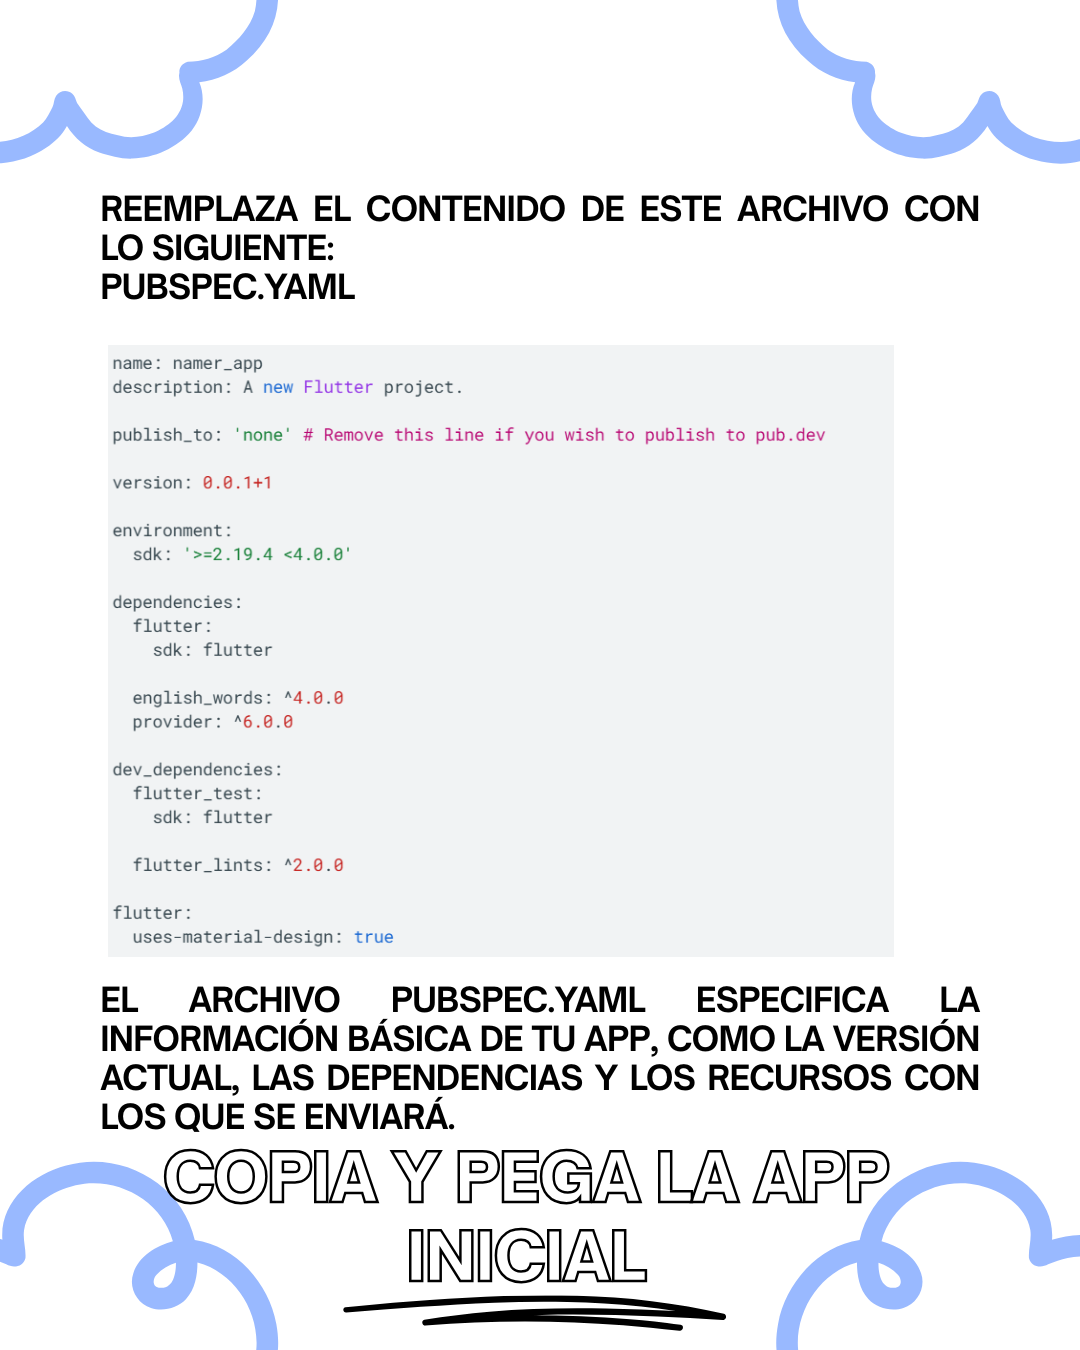 REEMPLAZA EL CONTENIDO DE ESTE ARCHIVO CON
LO SIGUIENTE:
PUBSPEC.YAML
name: namer_app
description: A new Flutter project.
publish_to: 'none' # Remove this line if you wish to publish to pub.dev
version: 0.0.1+1
environment:
  sdk: '>=2.19.4 <4.0.0'
dependencies:
  flutter:
    sdk: flutter
  english_words: ^4.0.0
  provider: ^6.0.0
dev_dependencies:
  flutter_test:
    sdk: flutter
  flutter_lints: ^2.0.0
flutter:
  uses-material-design: true
EL ARCHIVO PUBSPEC.YAML ESPECIFICA LA
INFORMACIÓN BÁSICA DE TU APP, COMO LA VERSIÓN
ACTUAL, LAS DEPENDENCIAS Y LOS RECURSOS CON
LOS QUE SE ENVIARÁ.
COPIA Y PEGA LA APP
INICIAL